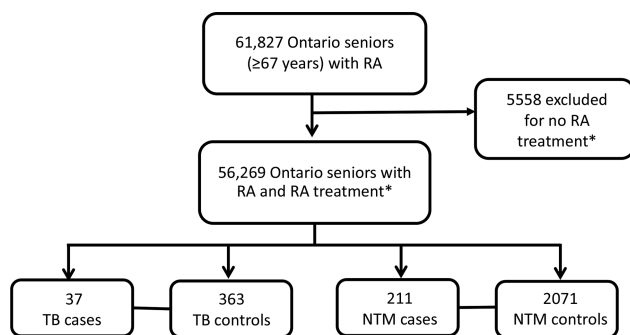 61,827 Ontario seniors
(≥67 years) with RA
5558 excluded
for no RA
treatment*
56,269 Ontario seniors with
RA and RA treatment*
37
TB cases
363
TB controls
211
NTM cases
2071
NTM controls